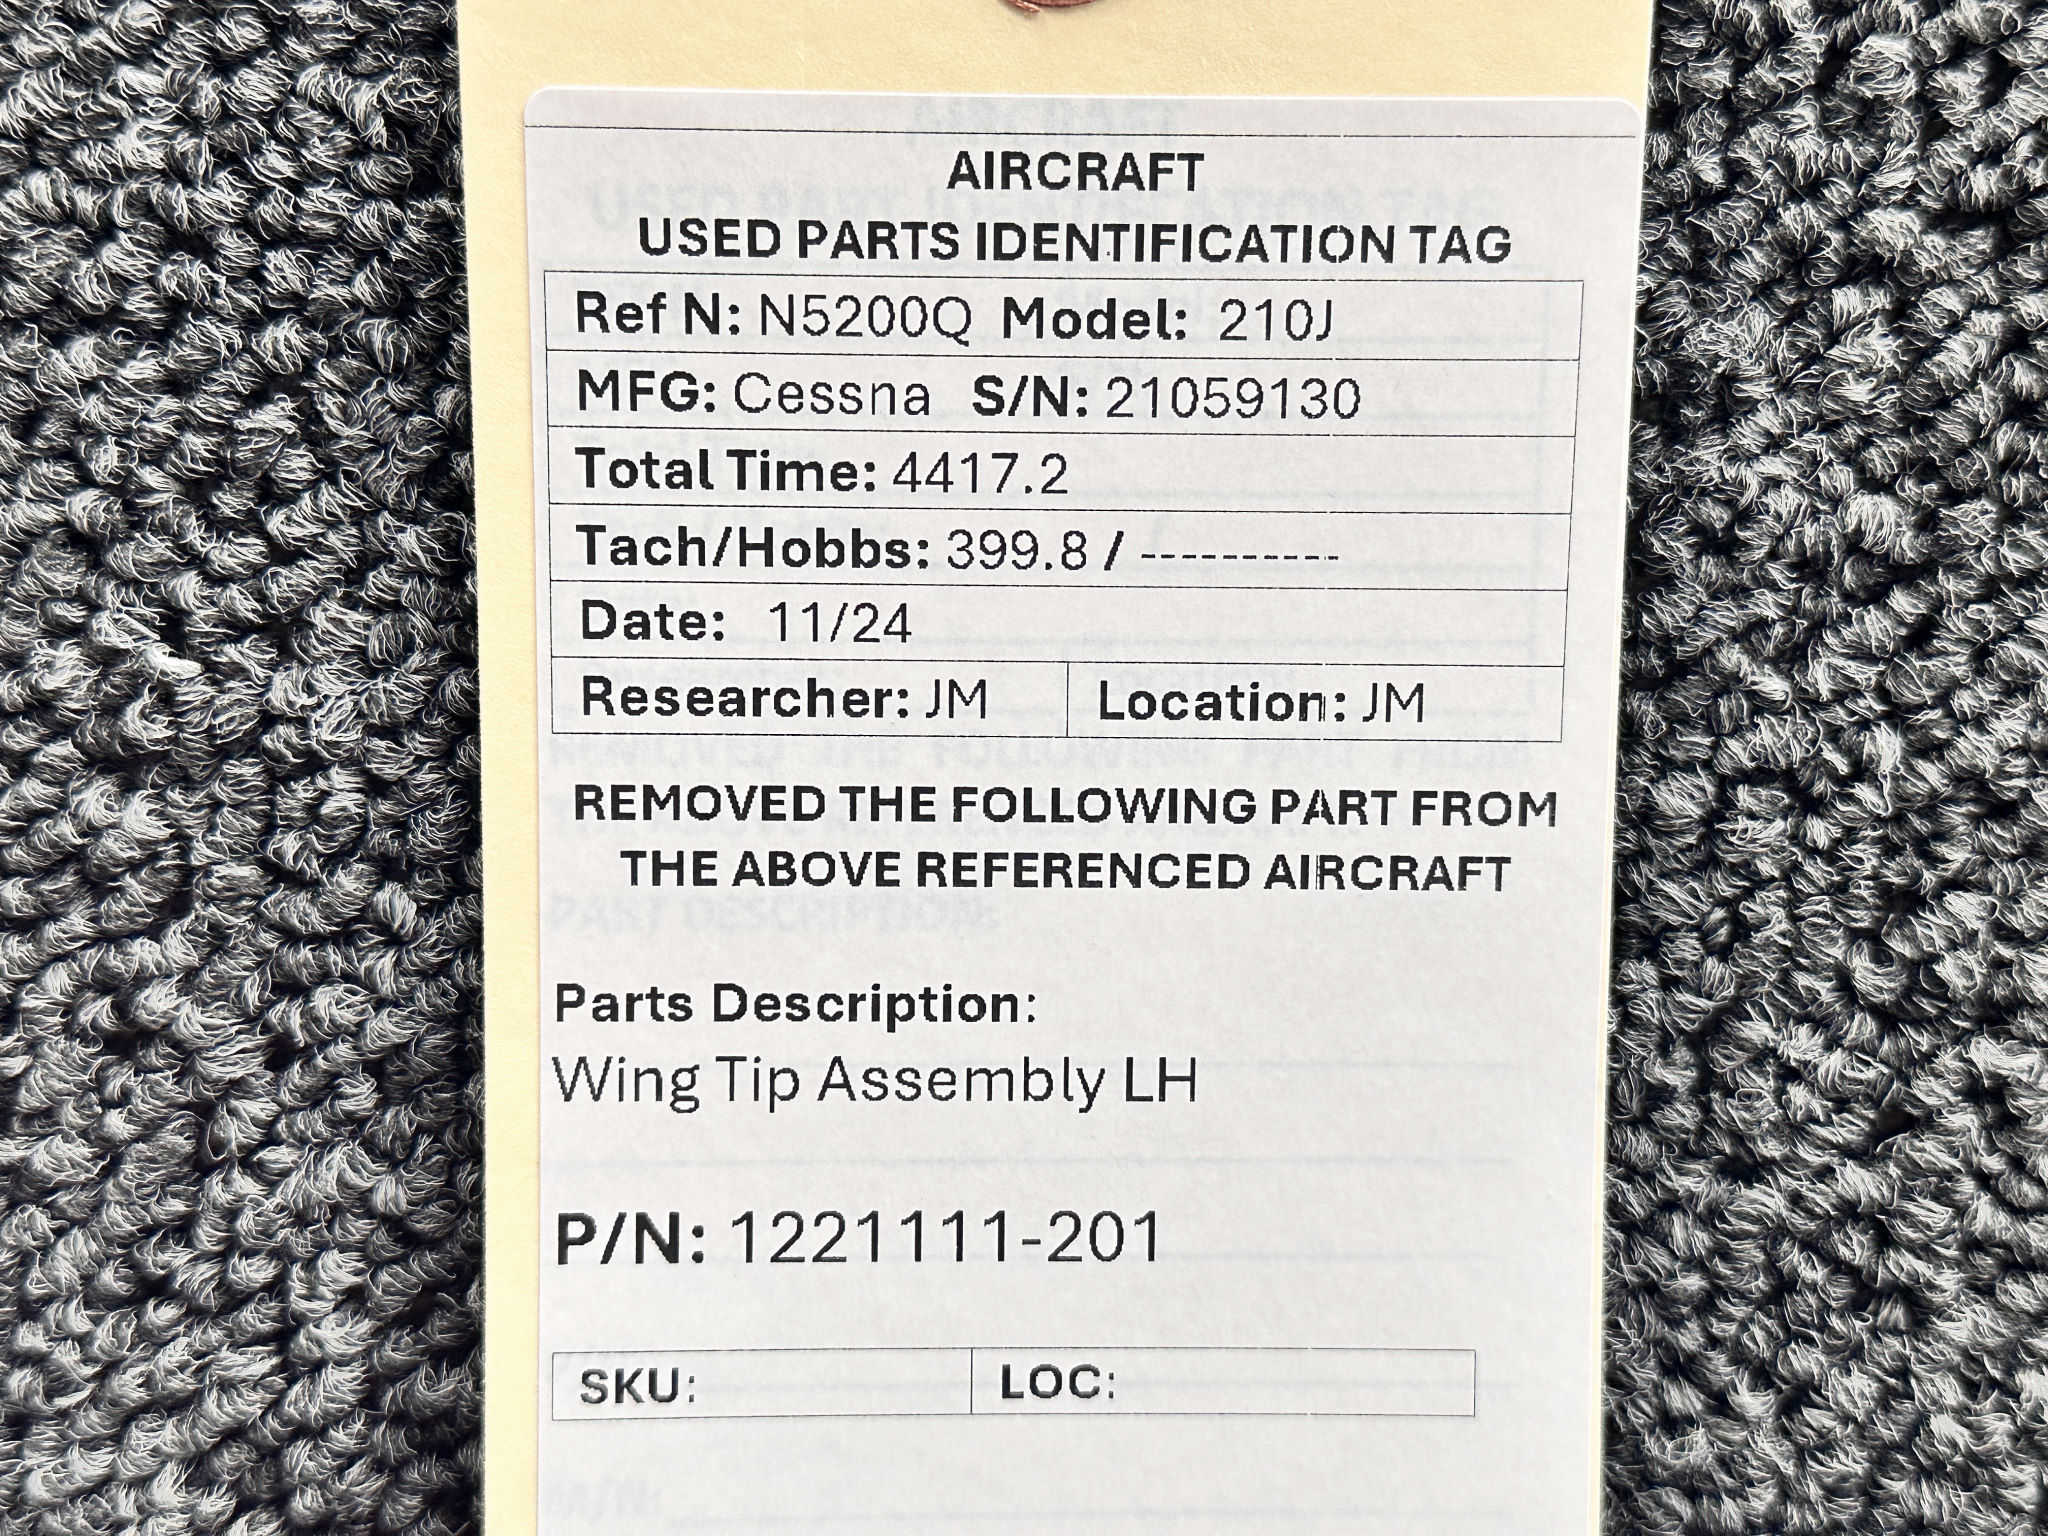 AIRCRAFT
USED PARTS IDENTIFICATION TAG
Ref N: N5200Q Model: 210J
MFG: Cessna S/N: 21059130
Total Time: 4417.2
Tach/Hobbs: 399.8 / ----------
Date: 11/24
Researcher: JM Location: JM
REMOVED THE FOLLOWING PART FROM
THE ABOVE REFERENCED AIRCRAFT
Parts Description:
Wing Tip Assembly LH
P/N: 1221111-201
SKU: LOC: